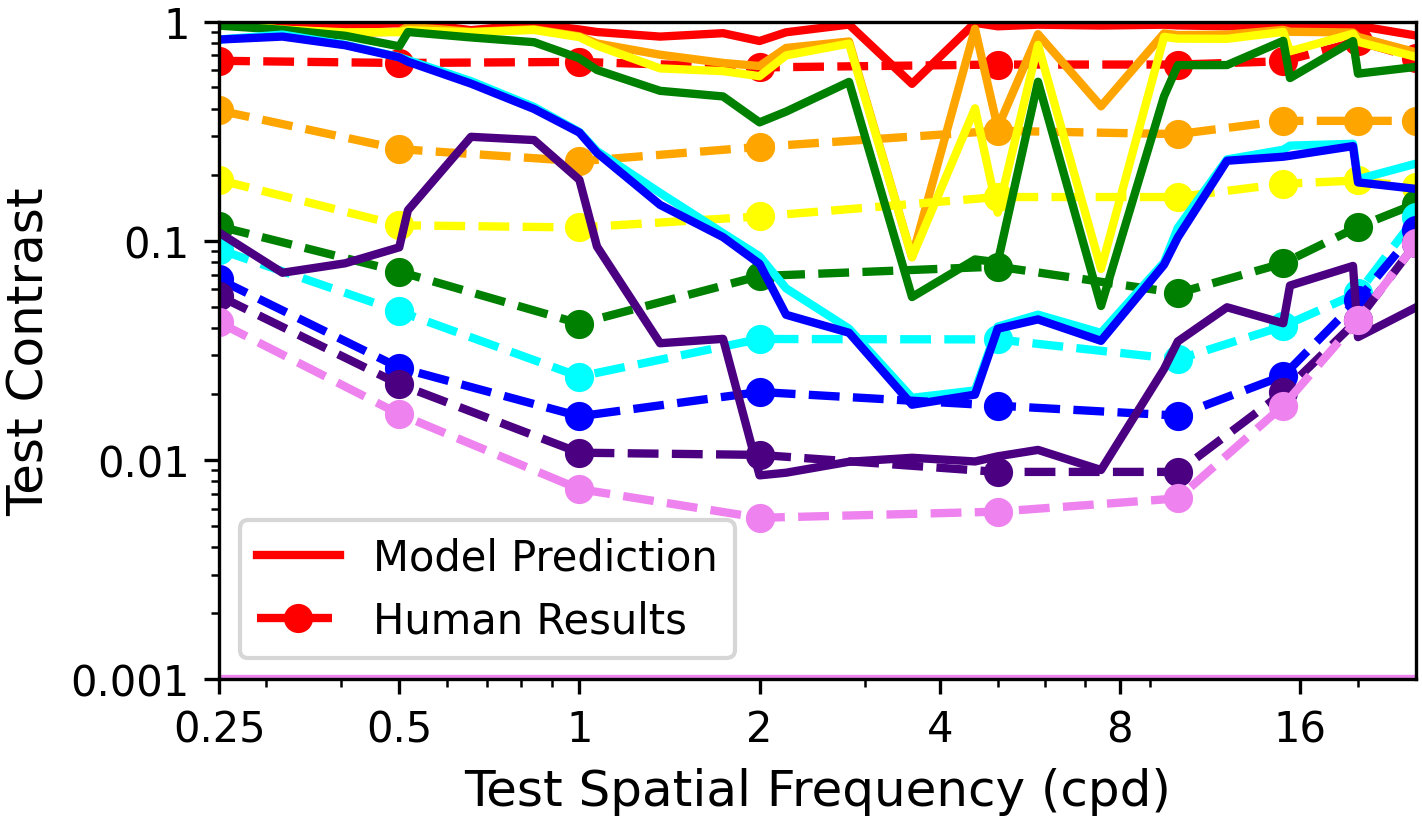 1
0.1
0.01
0.001
Test Contrast
Model Prediction
Human Results
0.25 0.5 1 2 4 8 16
Test Spatial Frequency (cpd)